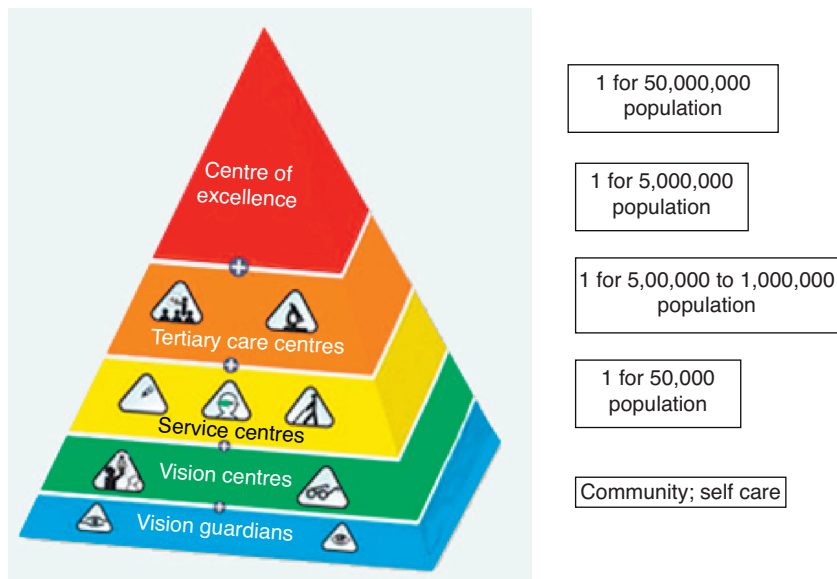 Centre of
excellence
Tertiary care centres
Service centres
Vision centres
Vision guardians
1 for 50,000,000
population
1 for 5,000,000
population
1 for 5,00,000 to 1,000,000
population
1 for 50,000
population
Community; self care